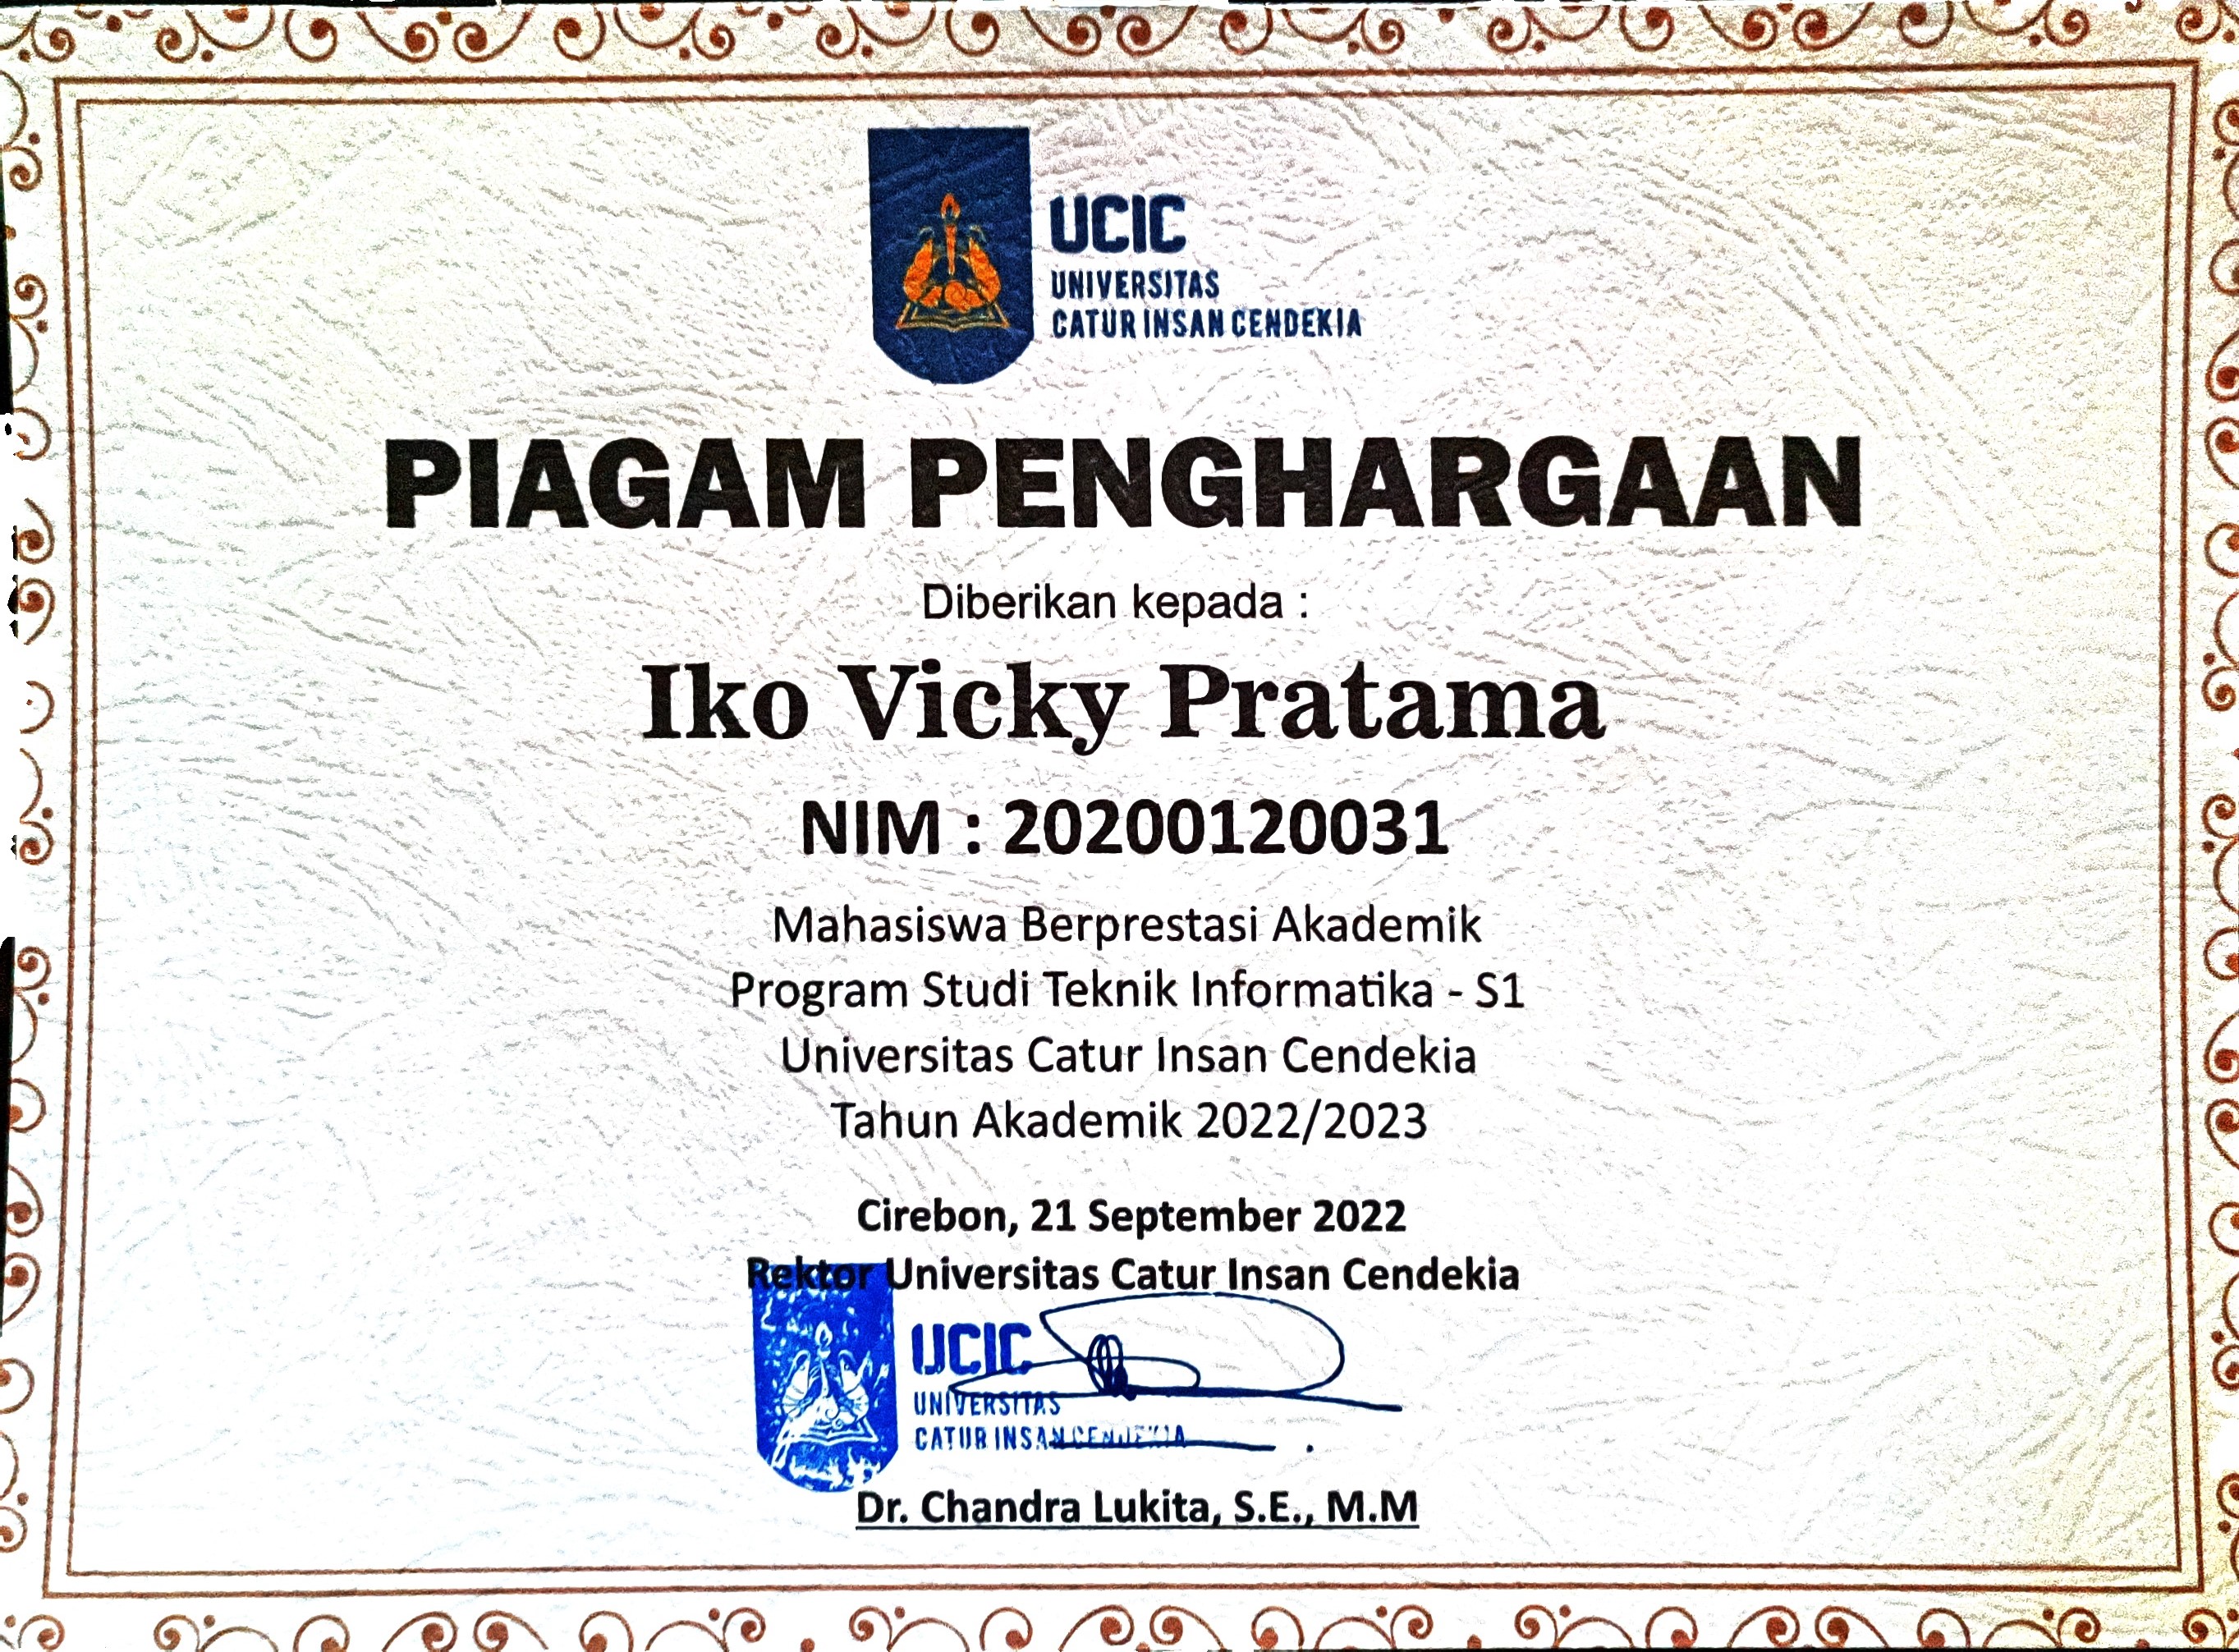 UCIC
UNIVERSITAS
CATUR INSAN CENDEKIA
PIAGAM PENGHARGAAN
Diberikan kepada :
Iko Vicky Pratama
NIM : 20200120031
Mahasiswa Berprestasi Akademik
Program Studi Teknik Informatika - S1
Universitas Catur Insan Cendekia
Tahun Akademik 2022/2023
Cirebon, 21 September 2022
Rektor Universitas Catur Insan Cendekia
UCIC
UNIVERSITAS
CATUR INSAN CENDEKIA
Dr. Chandra Lukita, S.E., M.M